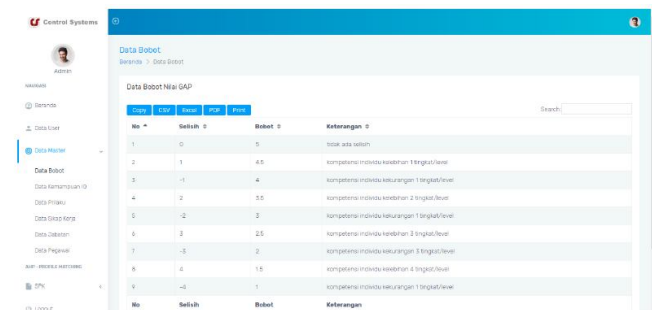 Control Systems
Admin
NAVIGASI
Beranda
Data User
Data Master
Data Bobot
Data Kemampuan IQ
Data Prilaku
Data Sikap Kerja
Data Jabatan
Data Pegawai
GAP - PROFILE MATCHING
SPK
Logout
Data Bobot
Beranda > Data Bobot
Data Bobot Nilai GAP
Copy CSV Excel PDF Print Search:
No Selisih Bobot Keterangan
1 0 5 tidak ada selisih
2 1 4.5 kompetensi individu kelebihan 1 tingkat/level
3 -1 4 kompetensi individu kekurangan 1 tingkat/level
4 2 3.5 kompetensi individu kelebihan 2 tingkat/level
5 -2 3 kompetensi individu kekurangan 1 tingkat/level
6 3 2.5 kompetensi individu kelebihan 3 tingkat/level
7 -3 2 kompetensi individu kekurangan 3 tingkat/level
8 4 1.5 kompetensi individu kelebihan 4 tingkat/level
9 -4 1 kompetensi individu kekurangan 1 tingkat/level
No Selisih Bobot Keterangan